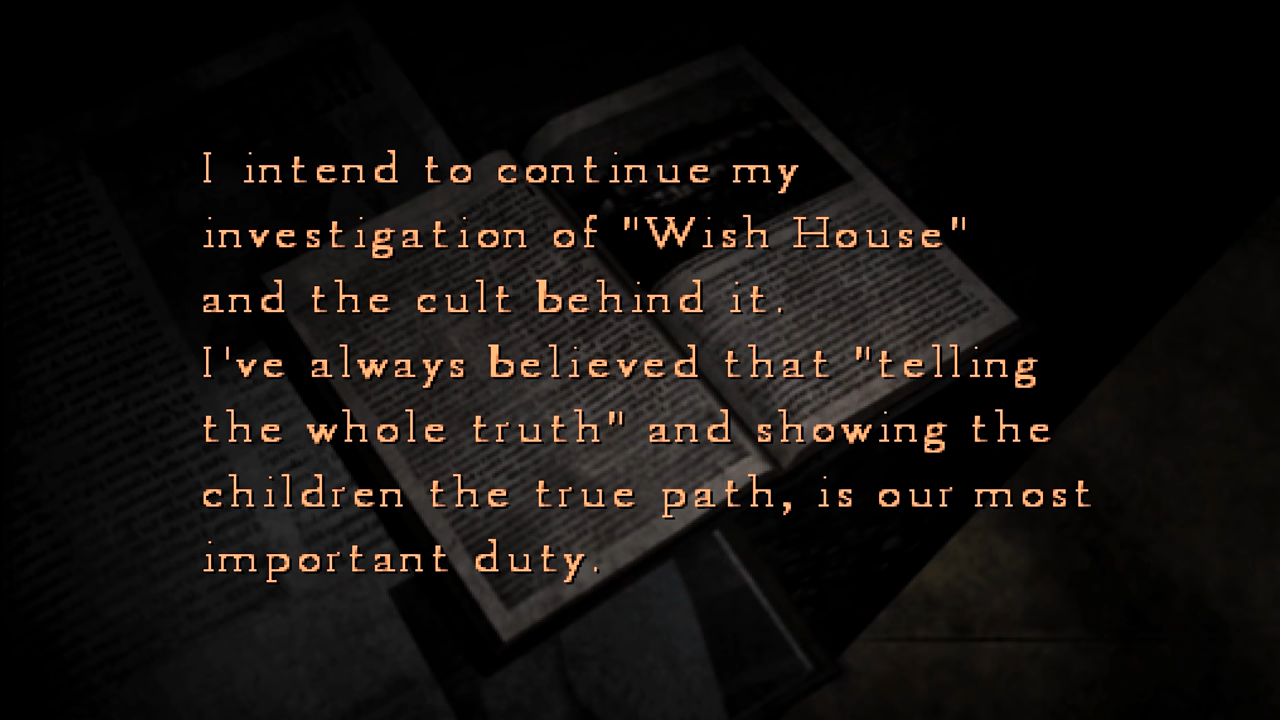 I intend to continue my
investigation of "Wish House"
and the cult behind it.
I've always believed that "telling
the whole truth" and showing the
children the true path, is our most
important duty.